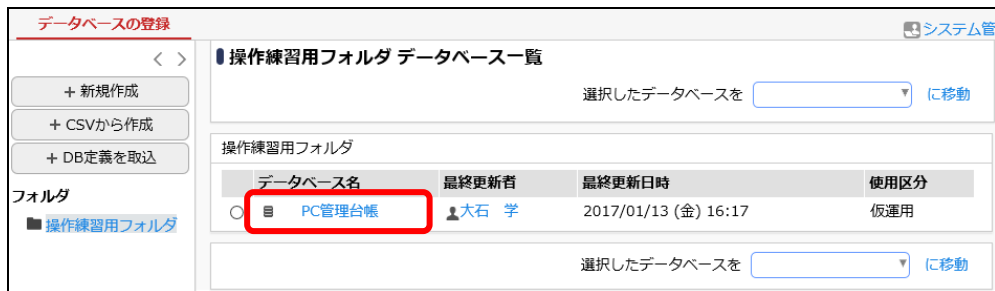 データベースの登録
システム管
< >
+ 新規作成
+ CSVから作成
+ DB定義を取込
フォルダ
操作練習用フォルダ
操作練習用フォルダ データベース一覧
選択したデータベースを に移動
操作練習用フォルダ
データベース名 最終更新者 最終更新日時 使用区分
PC管理台帳 大石 学 2017/01/13 (金) 16:17 仮運用
選択したデータベースを に移動